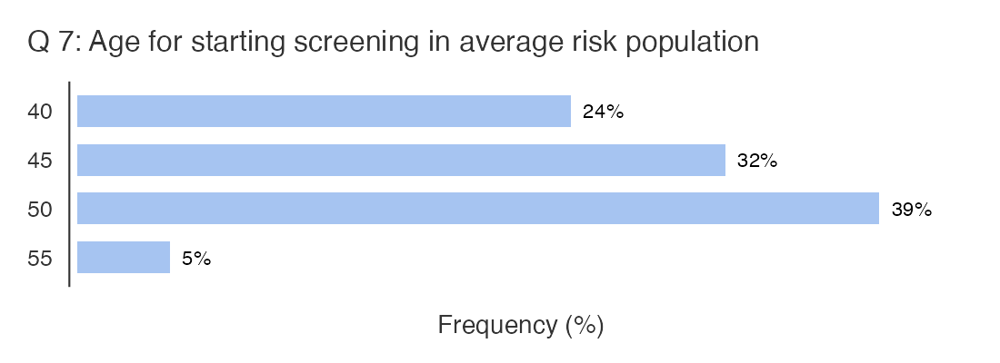 Q 7: Age for starting screening in average risk population
40 24%
45 32%
50 39%
55 5%
Frequency (%)